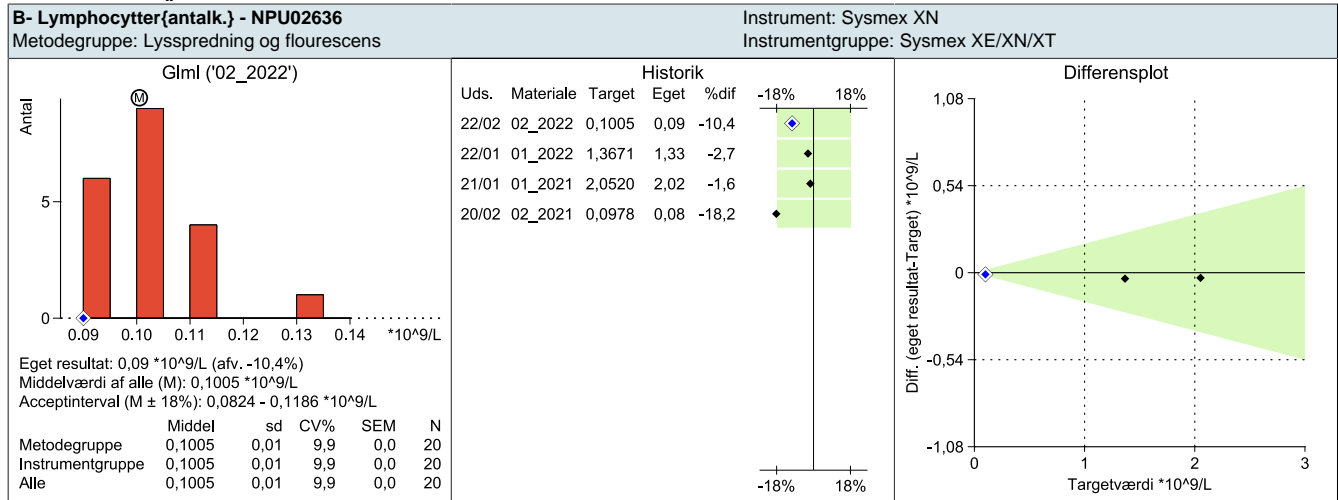 B- Lymphocytter{antalk.} - NPU02636
Instrument: Sysmex XN
Metodegruppe: Lysspredning og flourescens
Instrumentgruppe: Sysmex XE/XN/XT
Glml ('02_2022')
Antal
M
5
0
0.09 0.10 0.11 0.12 0.13 0.14 *10^9/L
Eget resultat: 0,09 *10^9/L (afv. -10,4%)
Middelværdi af alle (M): 0,1005 *10^9/L
Acceptinterval (M ± 18%): 0,0824 - 0,1186 *10^9/L
Middel sd CV% SEM N
Metodegruppe 0,1005 0,01 9,9 0,0 20
Instrumentgruppe 0,1005 0,01 9,9 0,0 20
Alle 0,1005 0,01 9,9 0,0 20
Historik
Uds. Materiale Target Eget %dif -18% 18%
22/02 02_2022 0,1005 0,09 -10,4
22/01 01_2022 1,3671 1,33 -2,7
21/01 01_2021 2,0520 2,02 -1,6
20/02 02_2021 0,0978 0,08 -18,2
-18% 18%
Differensplot
Diff. (eget resultat-Target) *10^9/L
1,08
0,54
0
-0,54
-1,08
0 1 2 3
Targetværdi *10^9/L